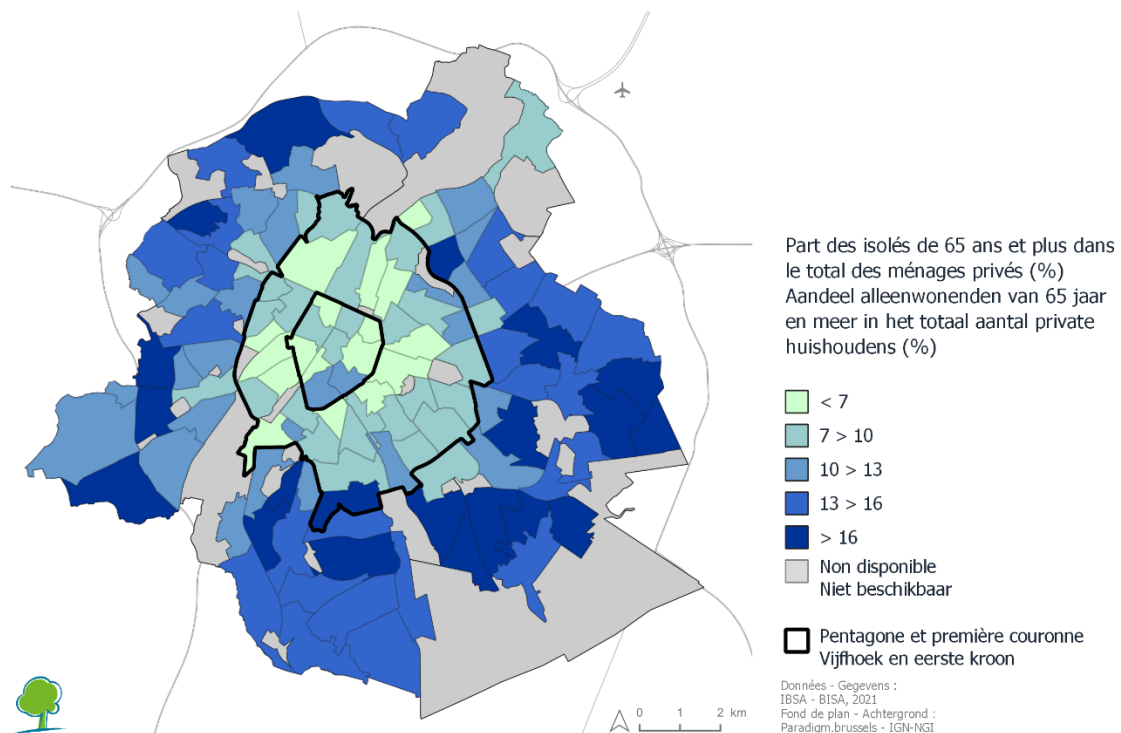 Part des isolés de 65 ans et plus dans
le total des ménages privés (%)
Aandeel alleenwonenden van 65 jaar
en meer in het totaal aantal private
huishoudens (%)
< 7
7 > 10
10 > 13
13 > 16
> 16
Non disponible
Niet beschikbaar
Pentagone et première couronne
Vijfhoek en eerste kroon
Données - Gegevens :
IBSA - BISA, 2021
Fond de plan - Achtergrond :
Paradigm.brussels - IGN-NGI
0 1 2 km